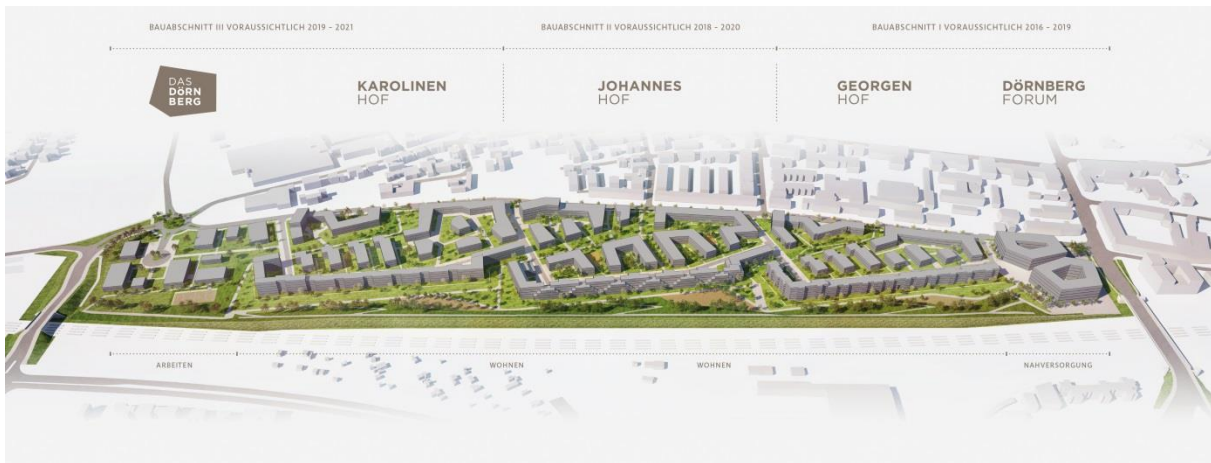 BAUABSCHNITT III VORAUSSICHTLICH 2019 - 2021
BAUABSCHNITT II VORAUSSICHTLICH 2018 - 2020
BAUABSCHNITT I VORAUSSICHTLICH 2016 - 2019
DAS
DÖRN
BERG
KAROLINEN
HOF
JOHANNES
HOF
GEORGEN
HOF
DÖRNBERG
FORUM
ARBEITEN
WOHNEN
WOHNEN
NAHVERSORGUNG